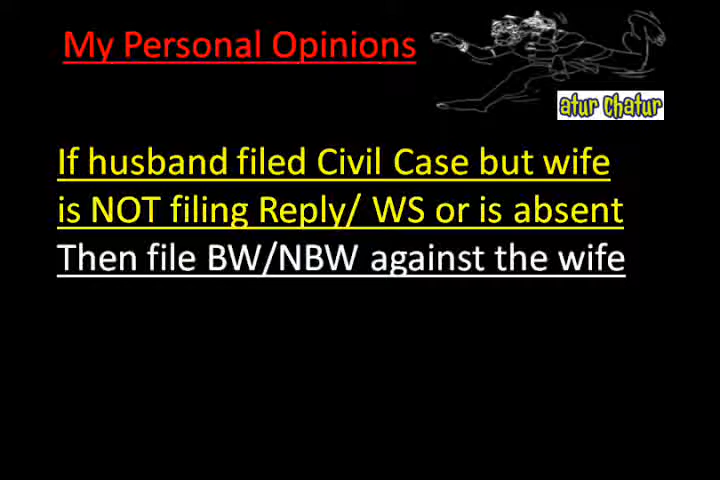 My Personal Opinions
atur Chatur
If husband filed Civil Case but wife
is NOT filing Reply/ WS or is absent
Then file BW/NBW against the wife